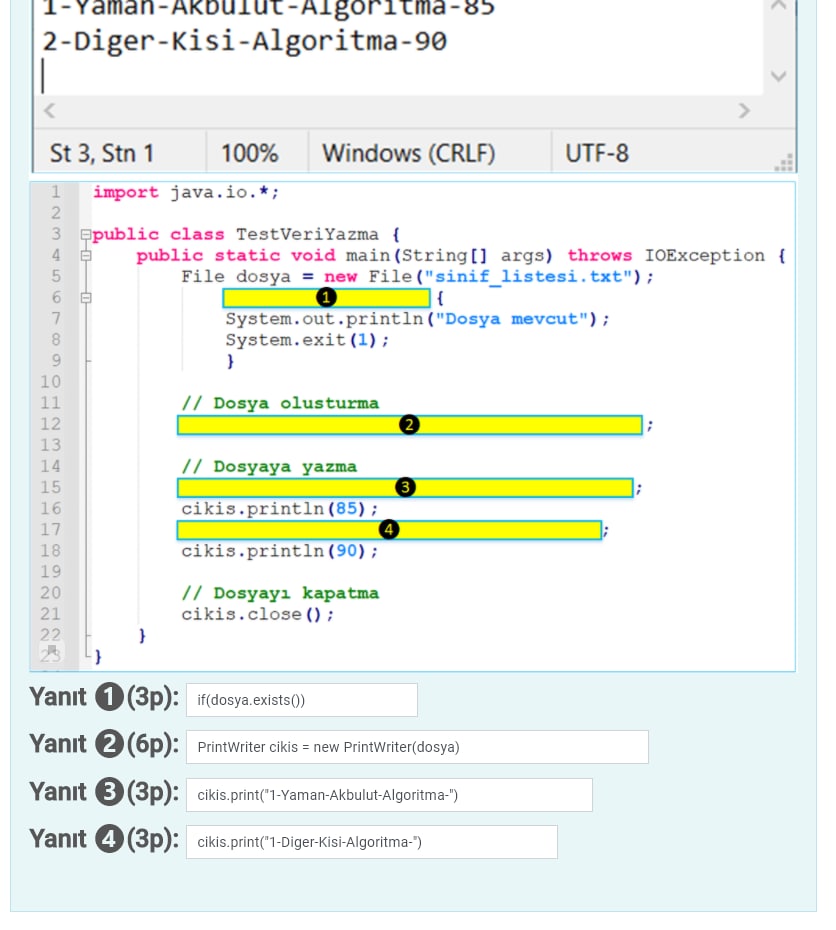 1-Yaman-Akbulut-Algoritma-85
2-Diger-Kisi-Algoritma-90
St 3, Stn 1 100% Windows (CRLF) UTF-8
1 import java.io.*;
2
3 public class TestVeriYazma {
4 public static void main(String[] args) throws IOException {
5 File dosya = new File("sinif_listesi.txt");
6 1 {
7 System.out.println("Dosya mevcut");
8 System.exit(1);
9 }
10
11 // Dosya olusturma
12 2 ;
13
14 // Dosyaya yazma
15 3 ;
16 cikis.println(85);
17 4 ;
18 cikis.println(90);
19
20 // Dosyayı kapatma
21 cikis.close();
22 }
23 }
Yanıt 1 (3p): if(dosya.exists())
Yanıt 2 (6p): PrintWriter cikis = new PrintWriter(dosya)
Yanıt 3 (3p): cikis.print("1-Yaman-Akbulut-Algoritma-")
Yanıt 4 (3p): cikis.print("1-Diger-Kisi-Algoritma-")